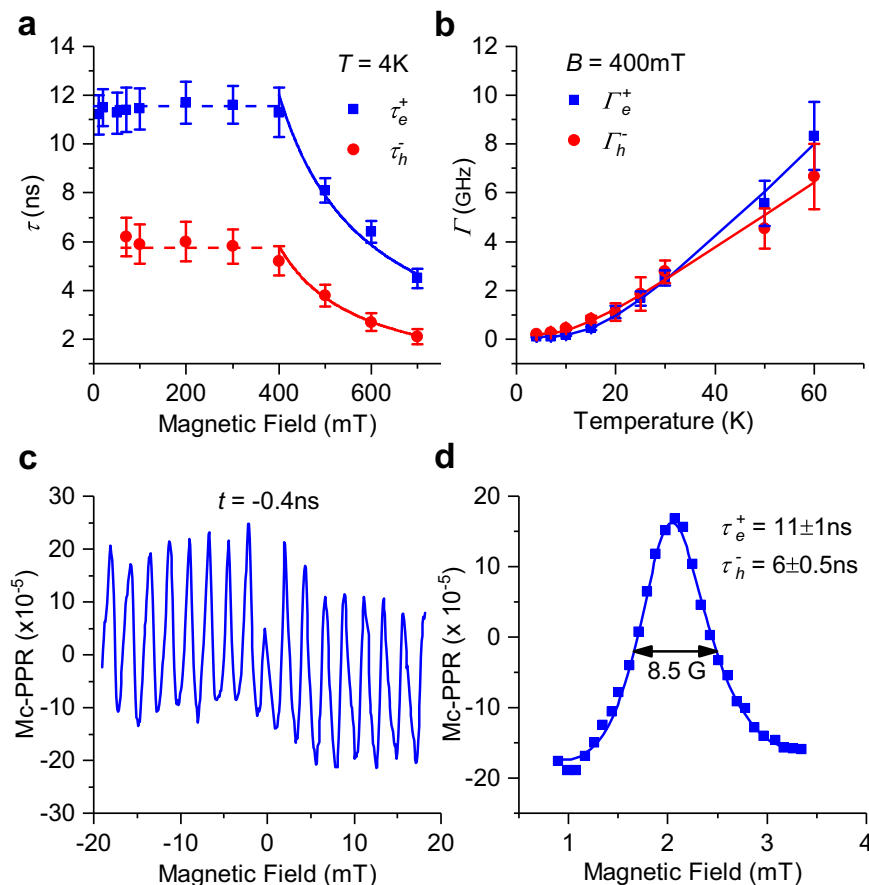 a
T = 4K
τe+
τh-
14
12
10
8
6
4
2
τ (ns)
0 200 400 600
Magnetic Field (mT)
b
B = 400mT
Γe+
Γh-
12
10
8
6
4
2
0
Γ (GHz)
0 20 40 60
Temperature (K)
c
t = -0.4ns
30
20
10
0
-10
-20
-30
Mc-PPR (x10-5)
-20 -10 0 10 20
Magnetic Field (mT)
d
τe+ = 11±1ns
τh- = 6±0.5ns
8.5 G
20
10
-0
-10
-20
Mc-PPR (x 10-5)
1 2 3 4
Magnetic Field (mT)